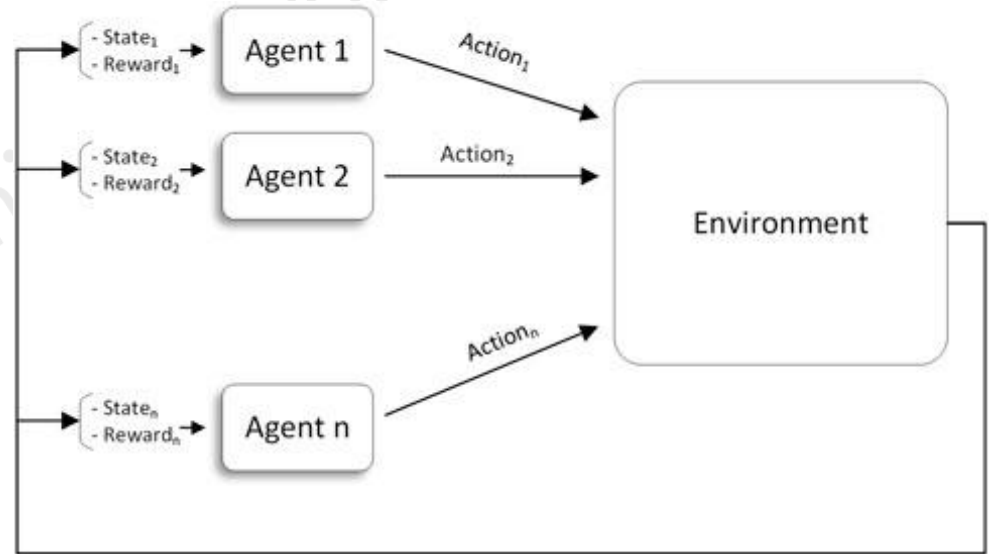 - State₁
- Reward₁
Agent 1
Action₁
- State₂
- Reward₂
Agent 2
Action₂
Environment
- Stateₙ
- Rewardₙ
Agent n
Actionₙ